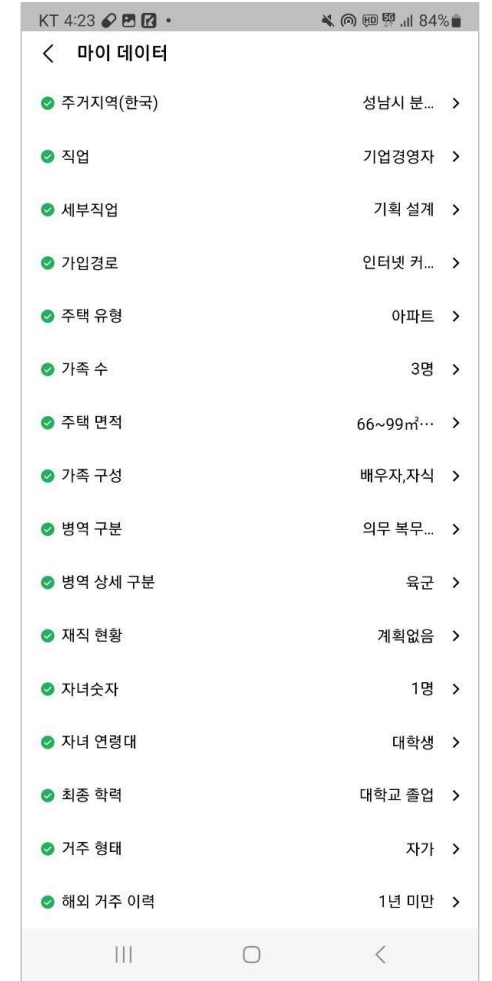 KT 4:23 84%
마이 데이터
주거지역(한국) 성남시 분...
직업 기업경영자
세부직업 기획 설계
가입경로 인터넷 커...
주택 유형 아파트
가족 수 3명
주택 면적 66~99㎡···
가족 구성 배우자,자식
병역 구분 의무 복무...
병역 상세 구분 육군
재직 현황 계획없음
자녀숫자 1명
자녀 연령대 대학생
최종 학력 대학교 졸업
거주 형태 자가
해외 거주 이력 1년 미만